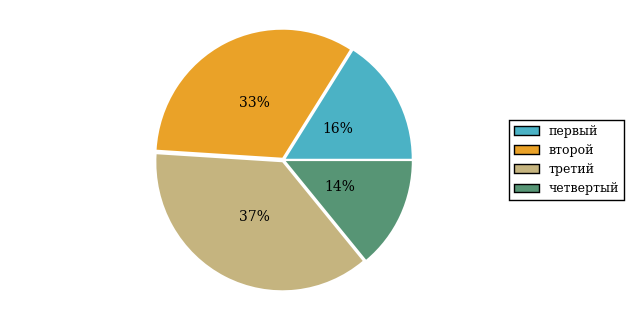 33%
16%
14%
37%
первый
второй
третий
четвертый